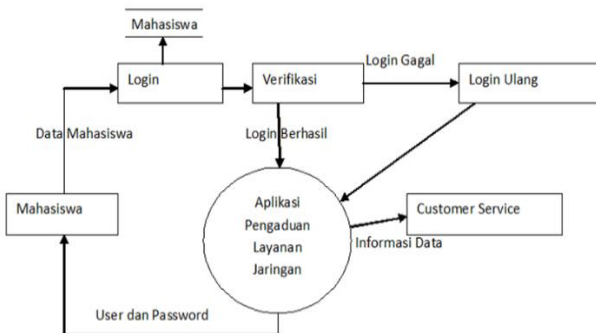 Mahasiswa
Login Gagal
Login
Verifikasi
Login Ulang
Data Mahasiswa
Login Berhasil
Mahasiswa
Aplikasi
Pengaduan
Layanan
Jaringan
Customer Service
Informasi Data
User dan Password